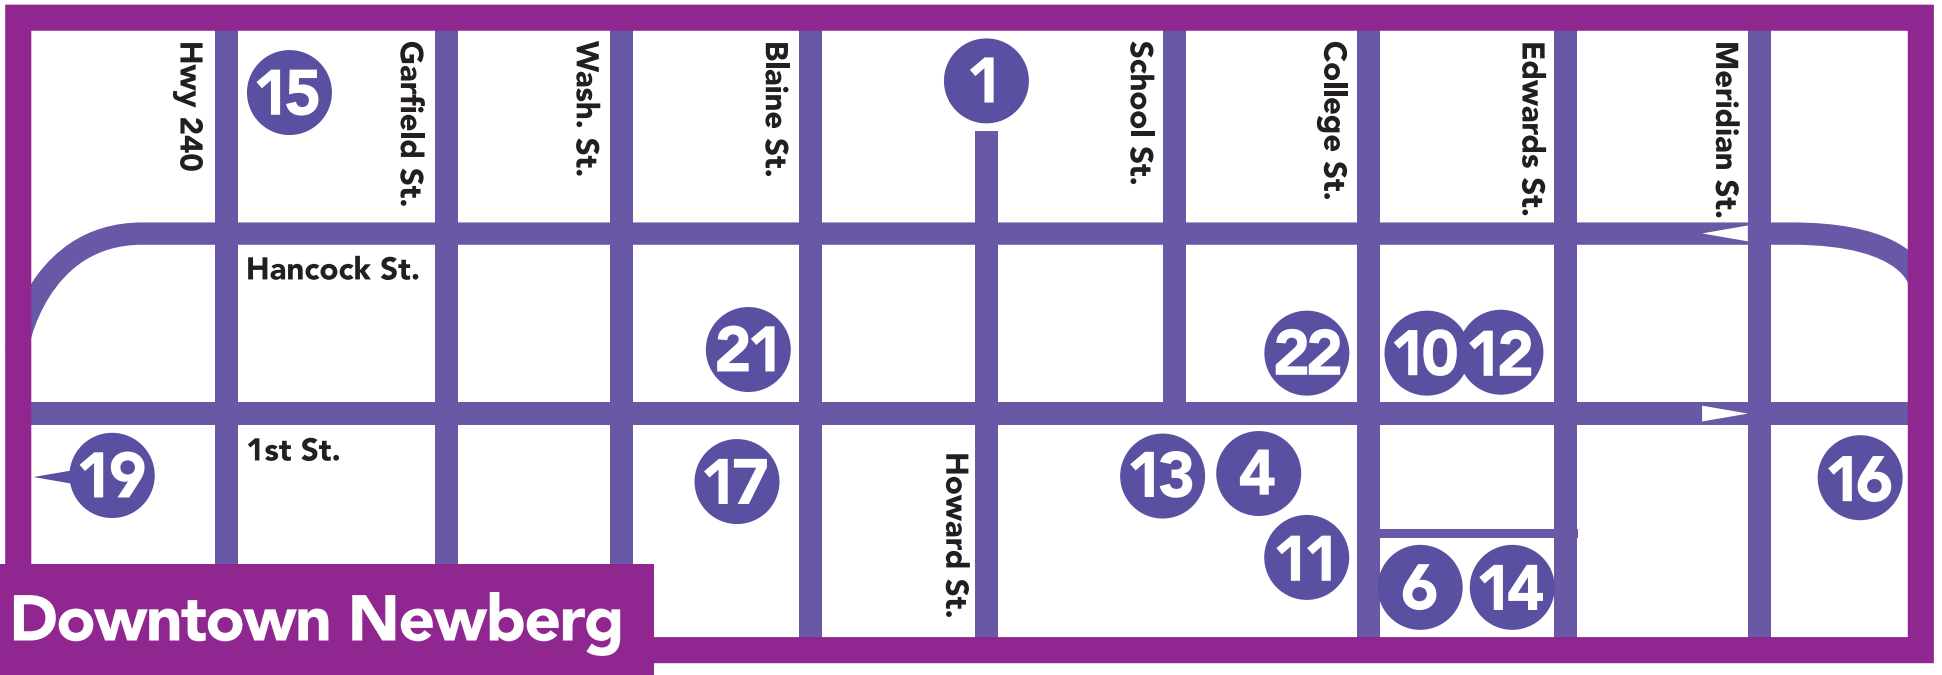 Hwy 240
15
Garfield St.
Wash. St.
Blaine St.
1
School St.
College St.
Edwards St.
Meridian St.
Hancock St.
21
22
10
12
1st St.
19
17
Howard St.
13
4
16
11
6
14
Downtown Newberg